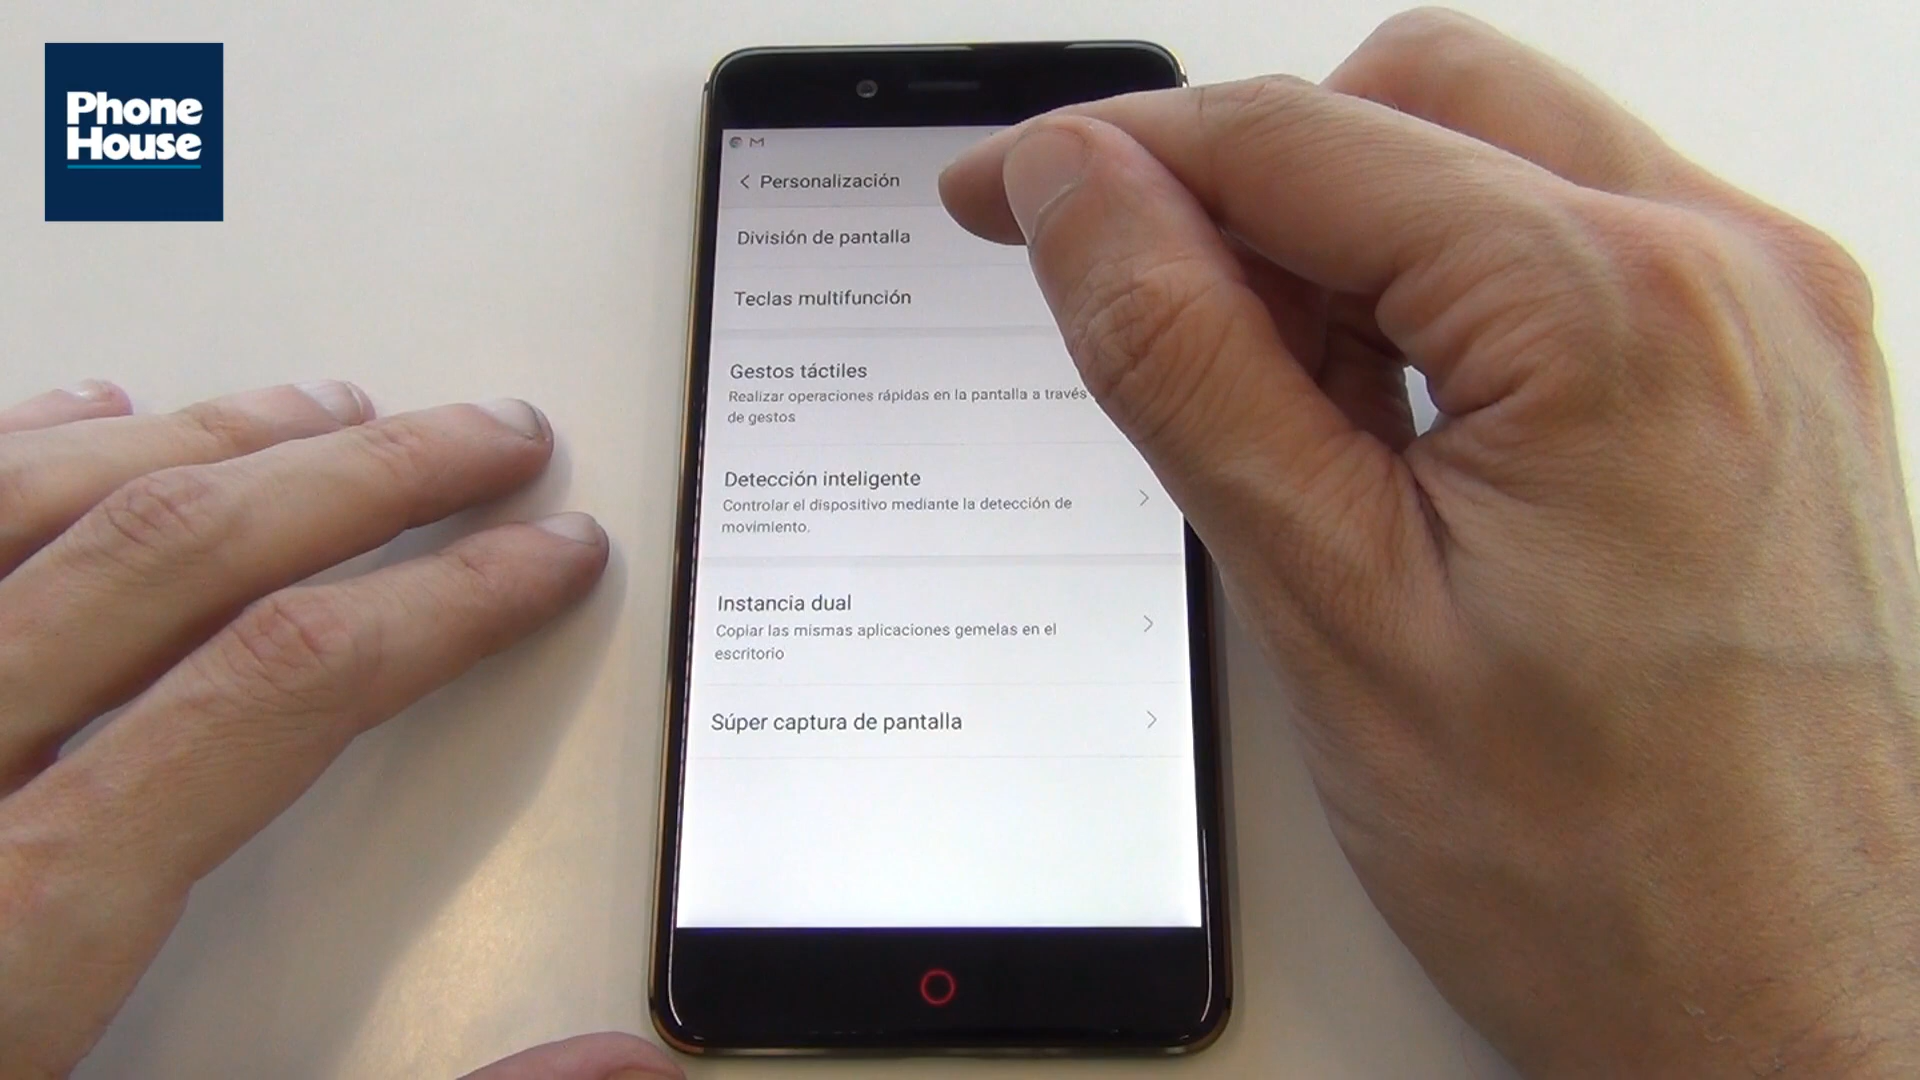 Phone
House
Personalización
División de pantalla
Teclas multifunción
Gestos táctiles
Realizar operaciones rápidas en la pantalla a través
de gestos
Detección inteligente
Controlar el dispositivo mediante la detección de
movimiento.
Instancia dual
Copiar las mismas aplicaciones gemelas en el
escritorio
Súper captura de pantalla